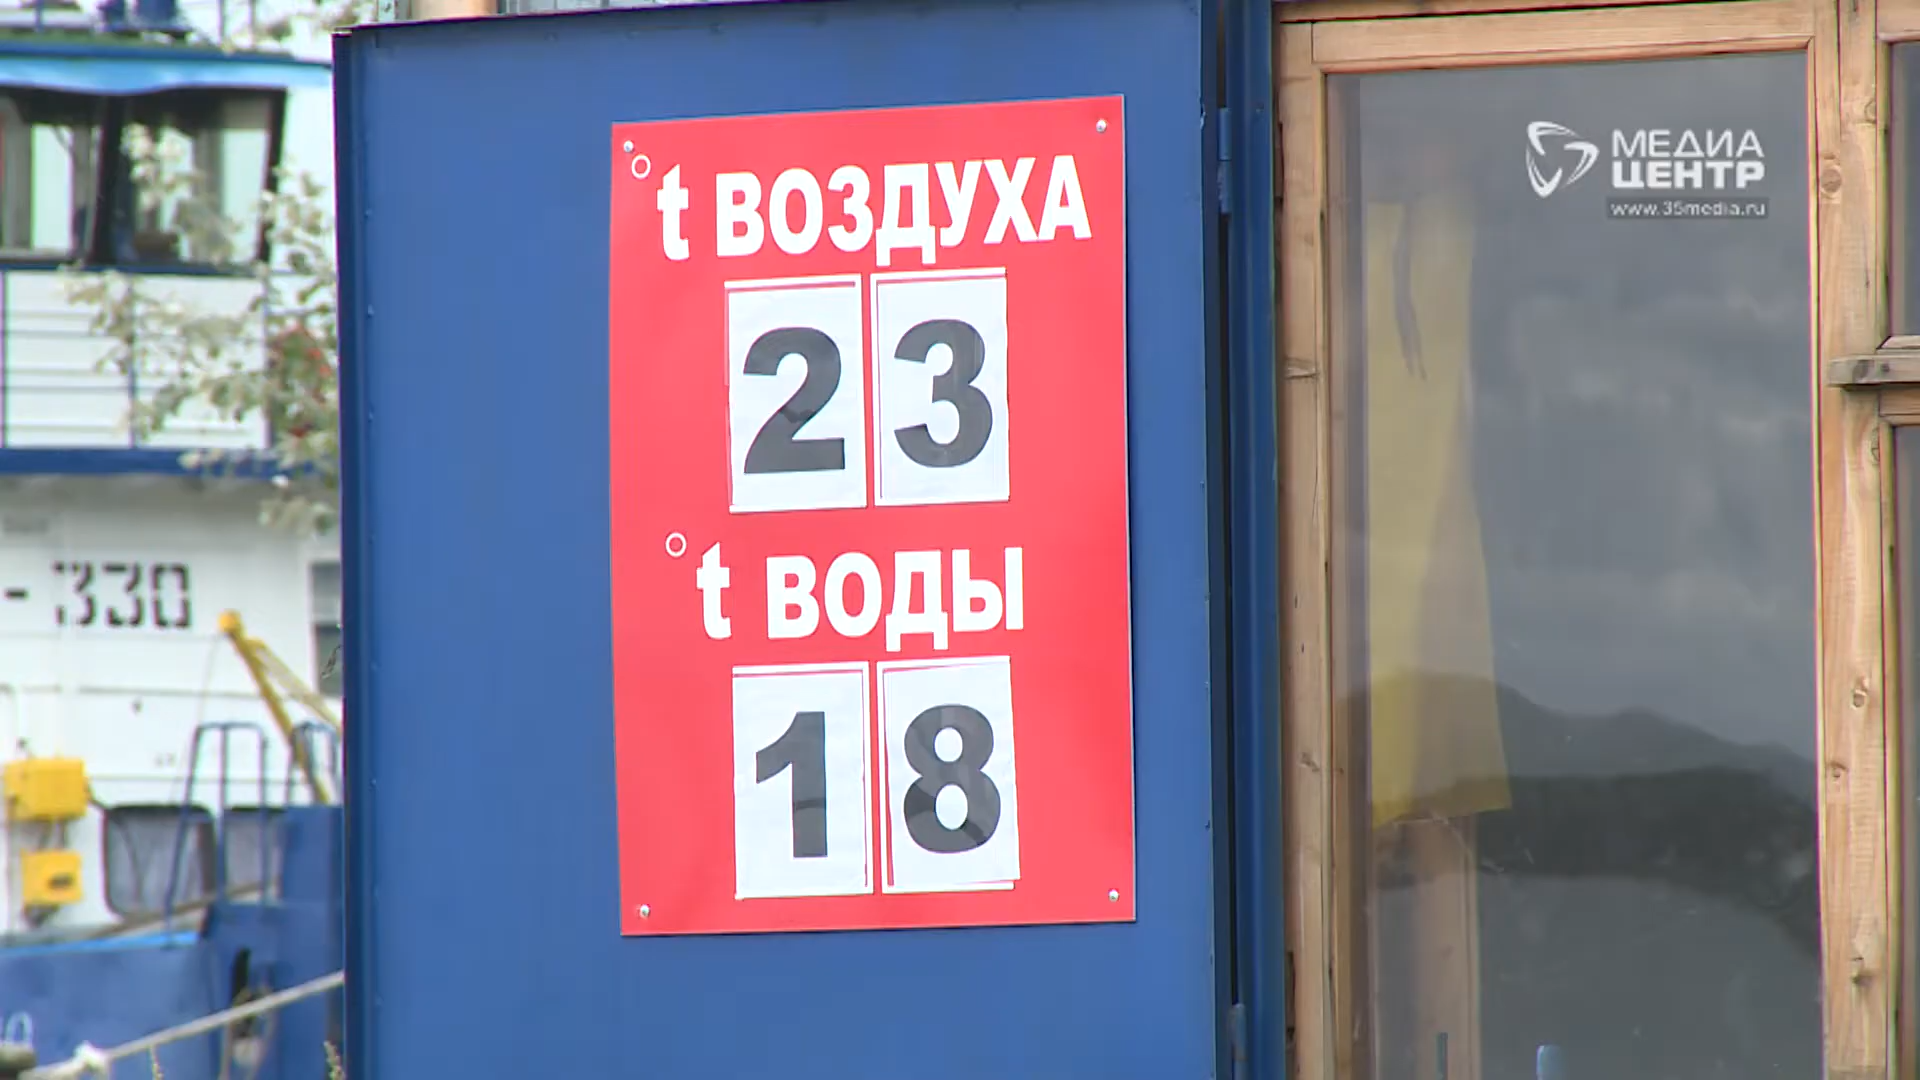 °t ВОЗДУХА
23
°t ВОДЫ
18
МЕДИА
ЦЕНТР
www.35media.ru
- 330